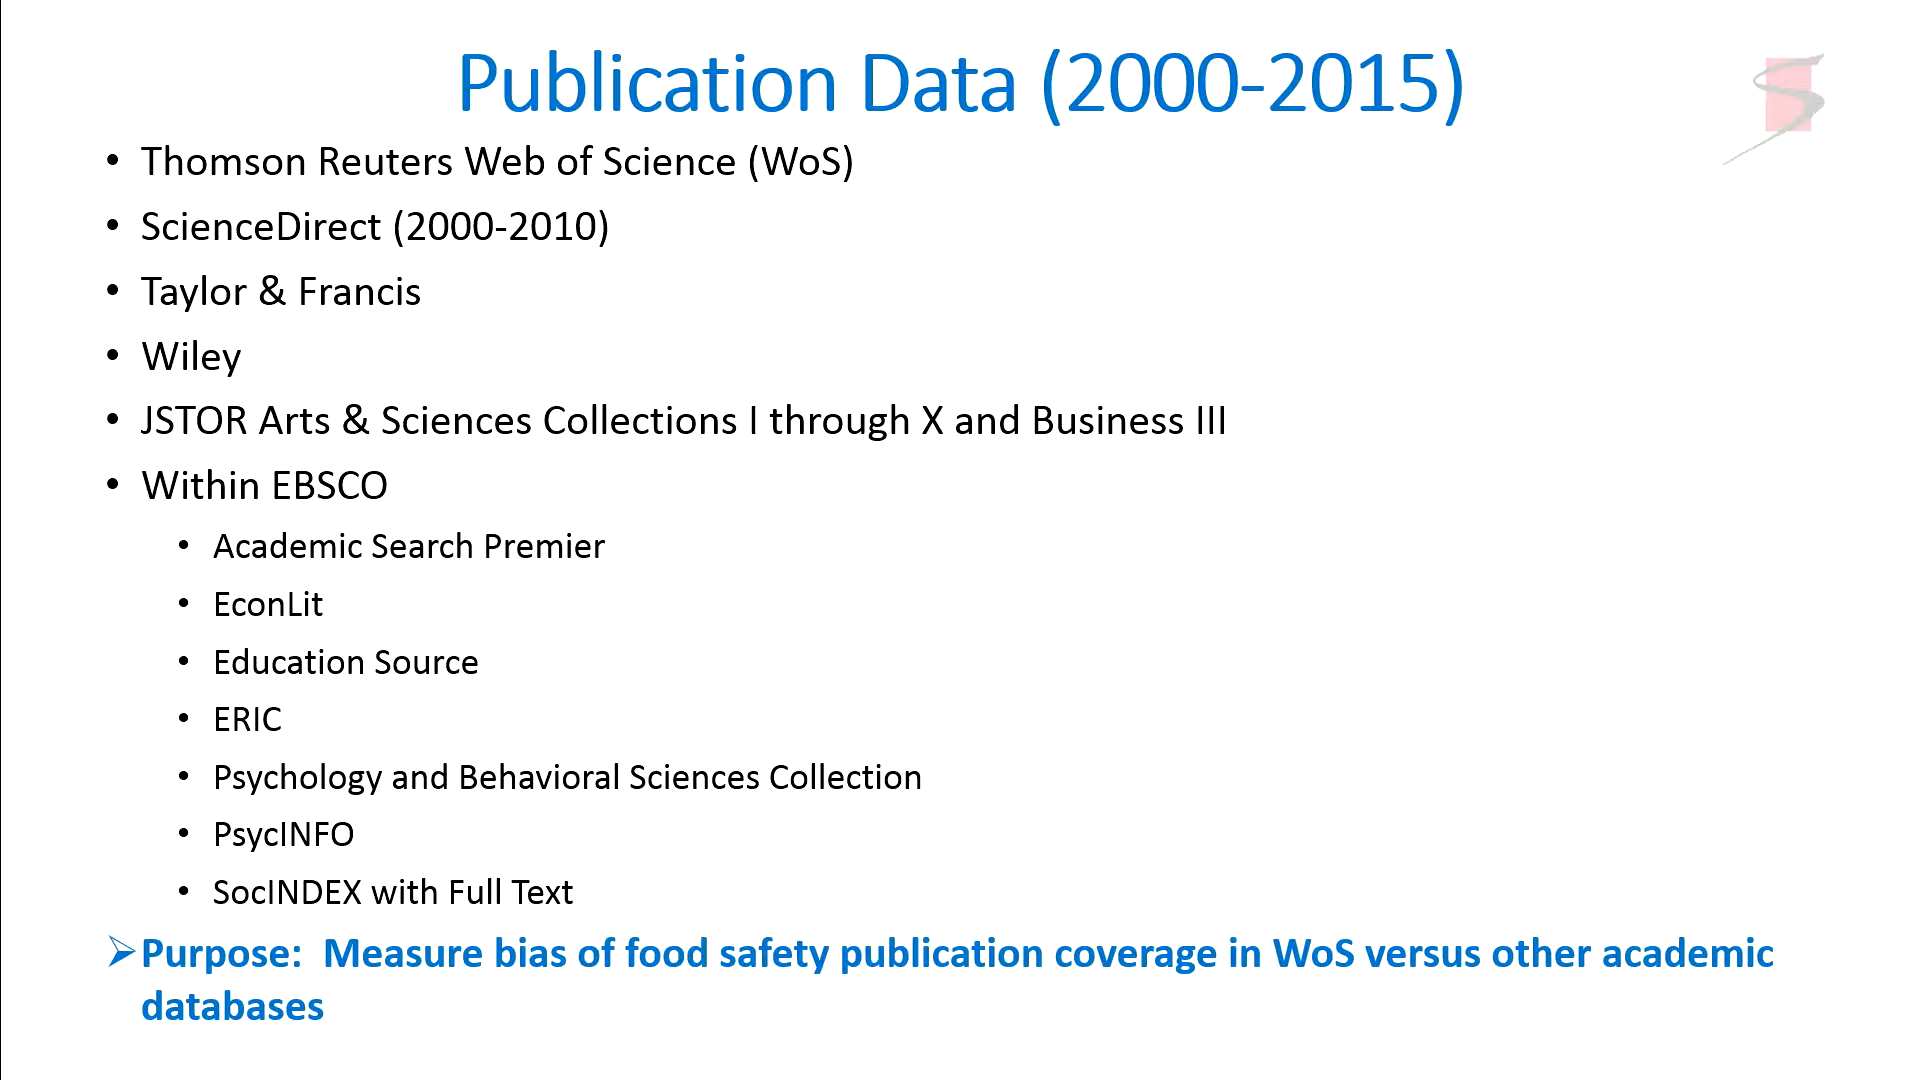 Publication Data (2000-2015)
• Thomson Reuters Web of Science (WoS)
• ScienceDirect (2000-2010)
• Taylor & Francis
• Wiley
• JSTOR Arts & Sciences Collections I through X and Business III
• Within EBSCO
• Academic Search Premier
• EconLit
• Education Source
• ERIC
• Psychology and Behavioral Sciences Collection
• PsycINFO
• SocINDEX with Full Text
➢Purpose: Measure bias of food safety publication coverage in WoS versus other academic
databases